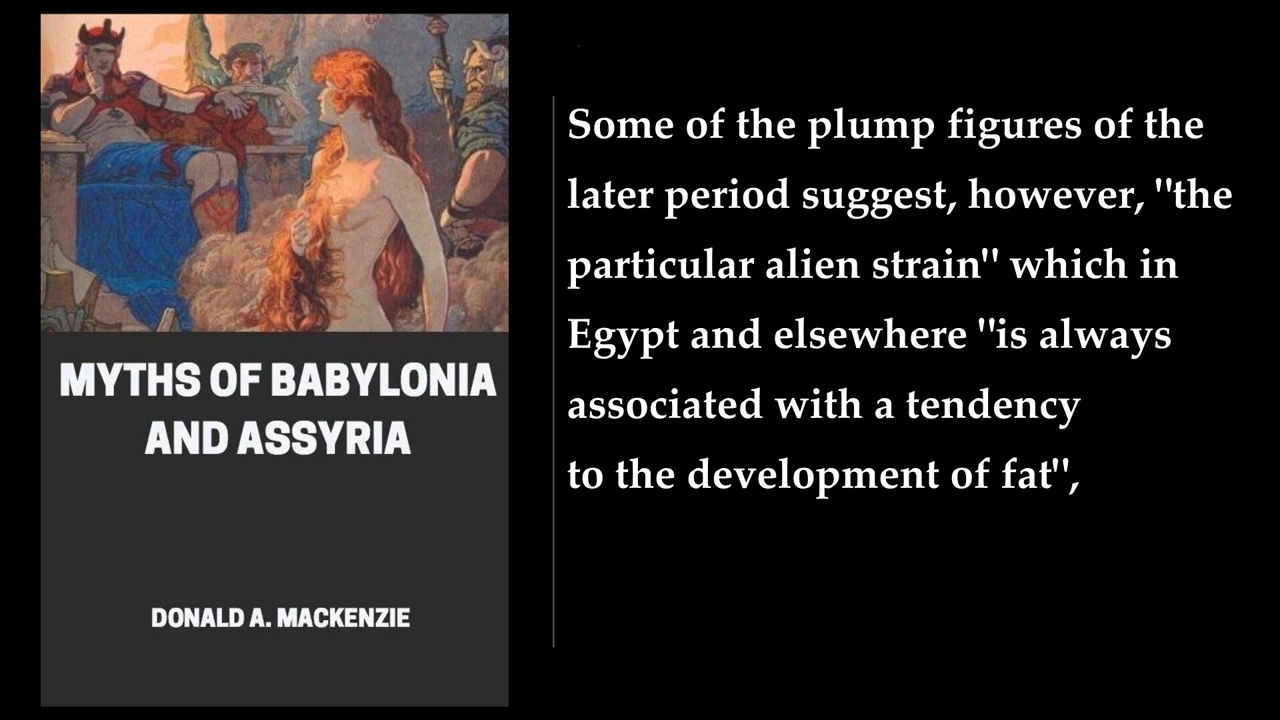 MYTHS OF BABYLONIA
AND ASSYRIA
DONALD A. MACKENZIE
Some of the plump figures of the
later period suggest, however, "the
particular alien strain" which in
Egypt and elsewhere "is always
associated with a tendency
to the development of fat",